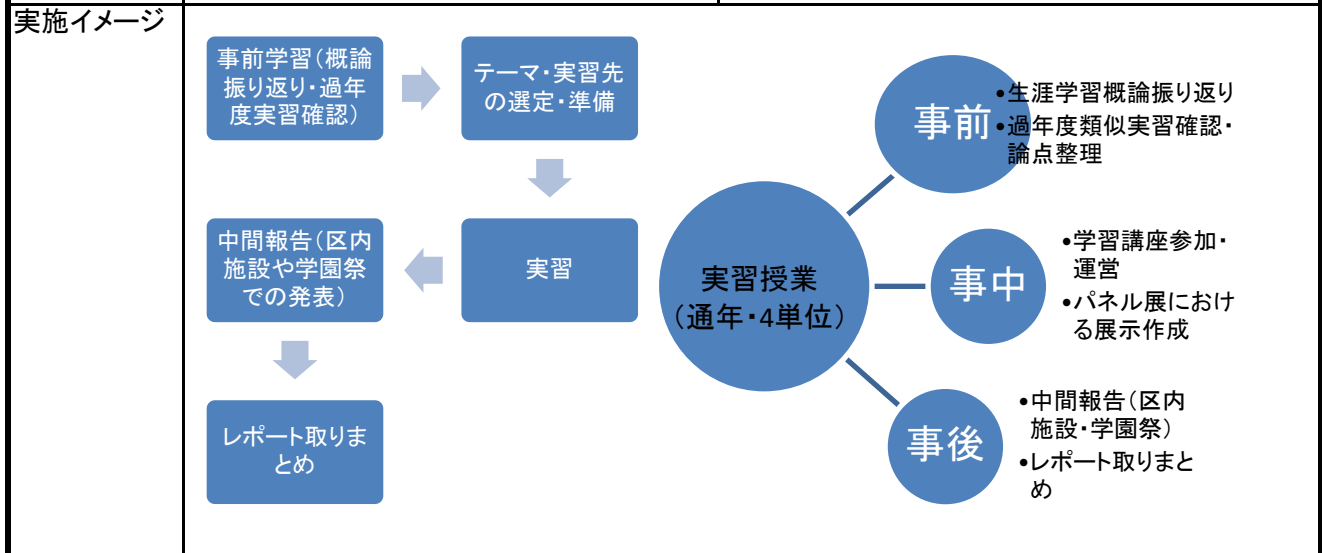 実施イメージ
事前学習（概論
振り返り・過年
度実習確認）
テーマ・実習先
の選定・準備
実習
中間報告（区内
施設や学園祭
での発表）
レポート取りま
とめ
実習授業
（通年・4単位）
事前
•生涯学習概論振り返り
•過年度類似実習確認・
論点整理
事中
•学習講座参加・
運営
•パネル展におけ
る展示作成
事後
•中間報告（区内
施設・学園祭）
•レポート取りまと
め